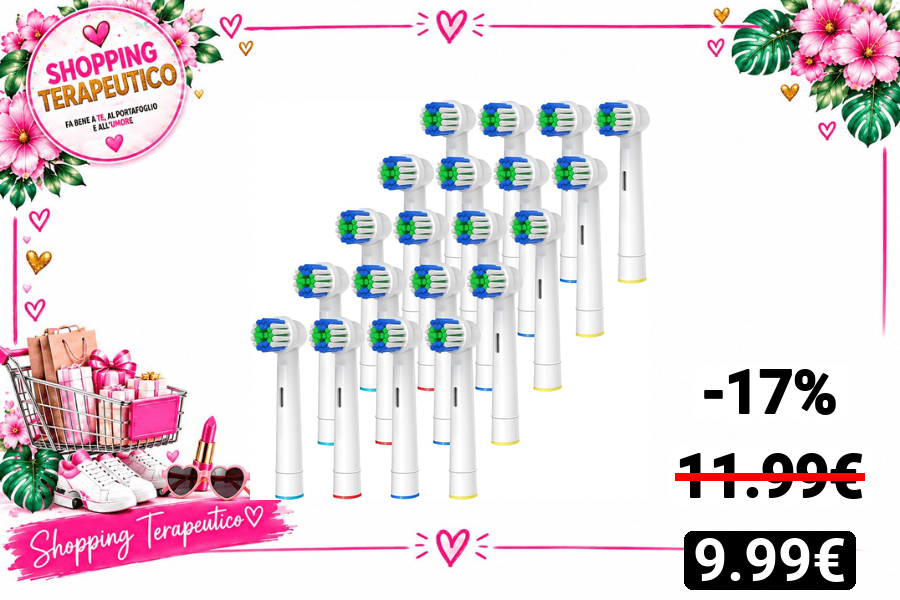 SHOPPING
TERAPEUTICO
FA BENE A TE, AL PORTAFOGLIO
E ALL'UMORE
-17%
11.99€
9.99€
Shopping Terapeutico